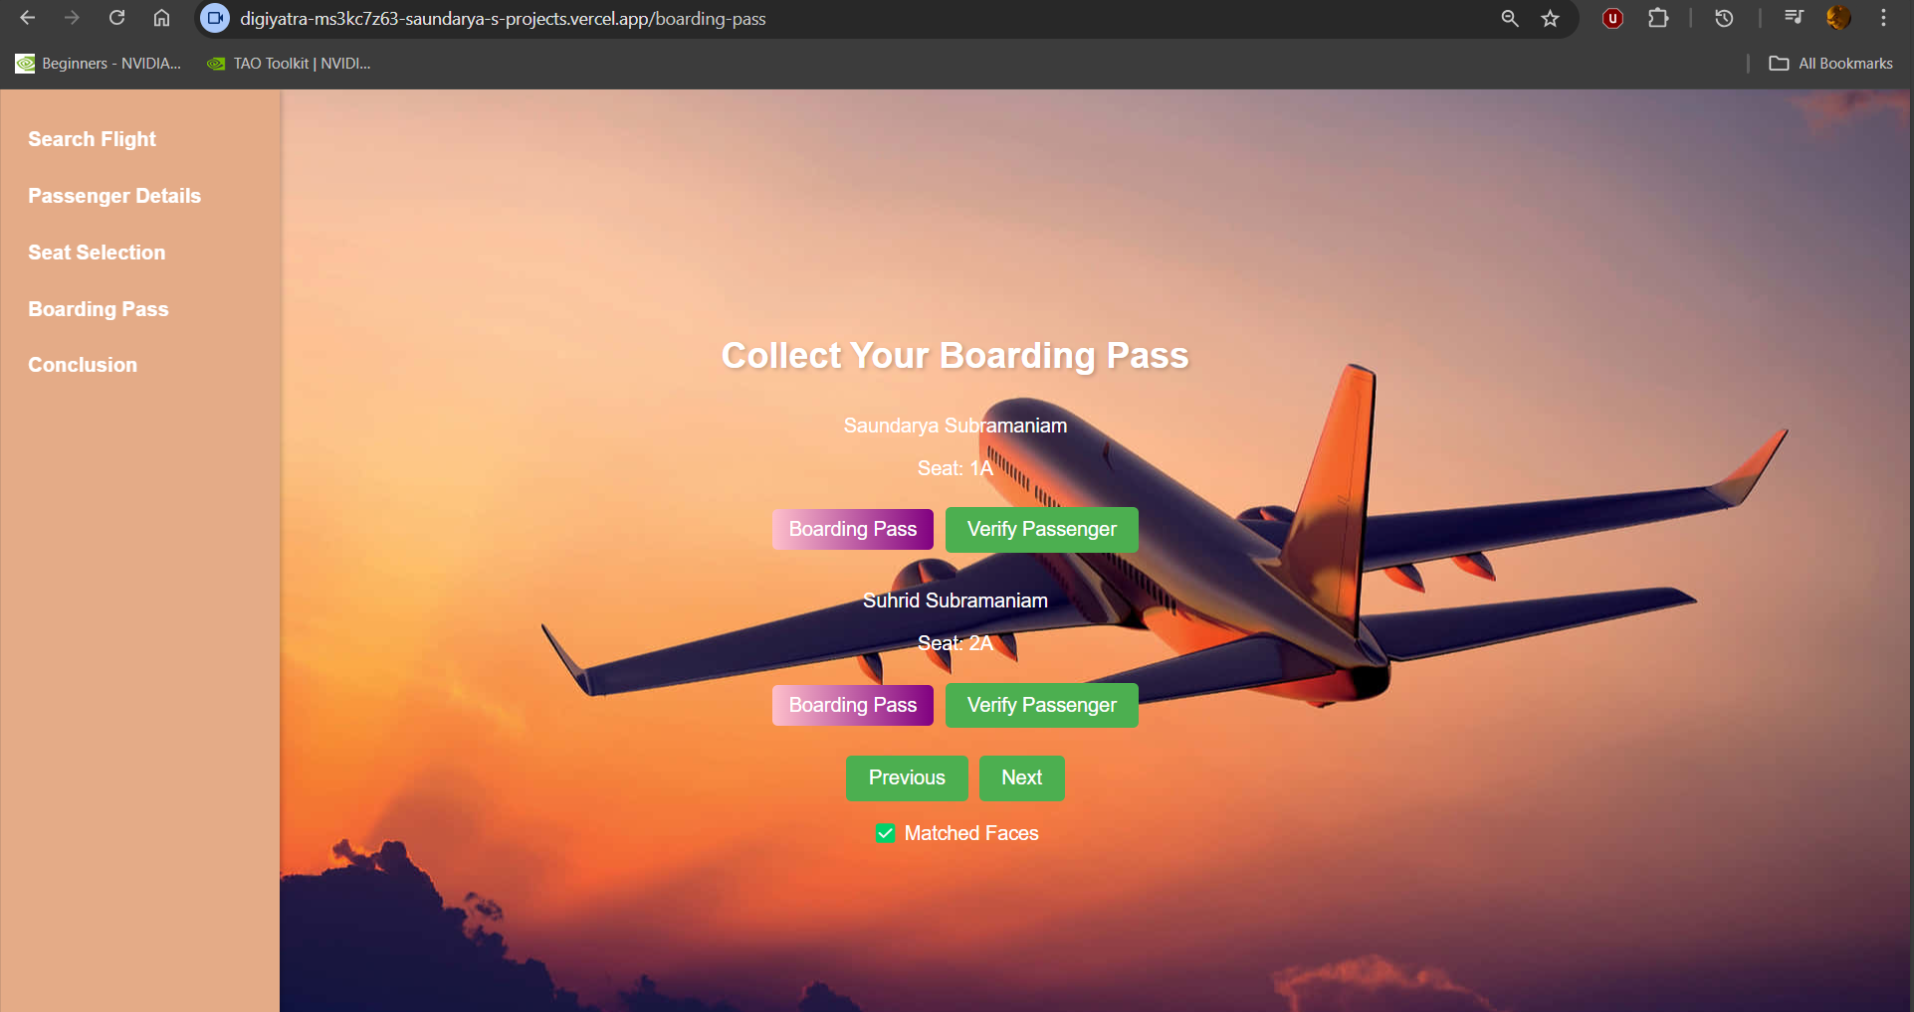 digiyatra-ms3kc7z63-saundarya-s-projects.vercel.app/boarding-pass
Beginners - NVIDIA... TAO Toolkit | NVIDI... All Bookmarks
Search Flight
Passenger Details
Seat Selection
Boarding Pass
Conclusion
Collect Your Boarding Pass
Saundarya Subramaniam
Seat: 1A
Boarding Pass Verify Passenger
Suhrid Subramaniam
Seat: 2A
Boarding Pass Verify Passenger
Previous Next
Matched Faces